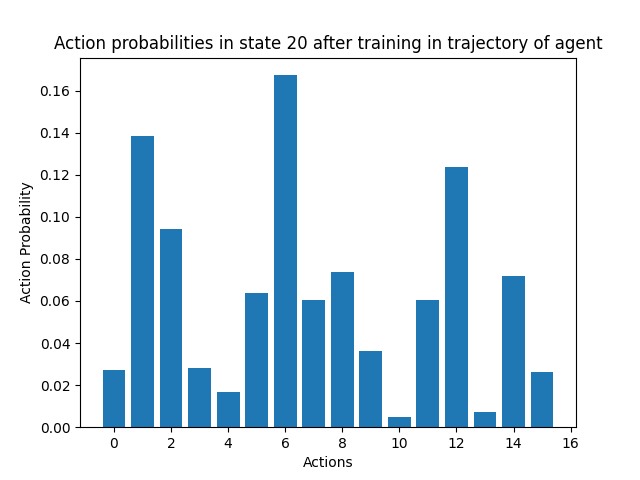 Action probabilities in state 20 after training in trajectory of agent
0.16
0.14
0.12
0.10
0.08
0.06
0.04
0.02
0.00
Action Probability
0 2 4 6 8 10 12 14 16
Actions